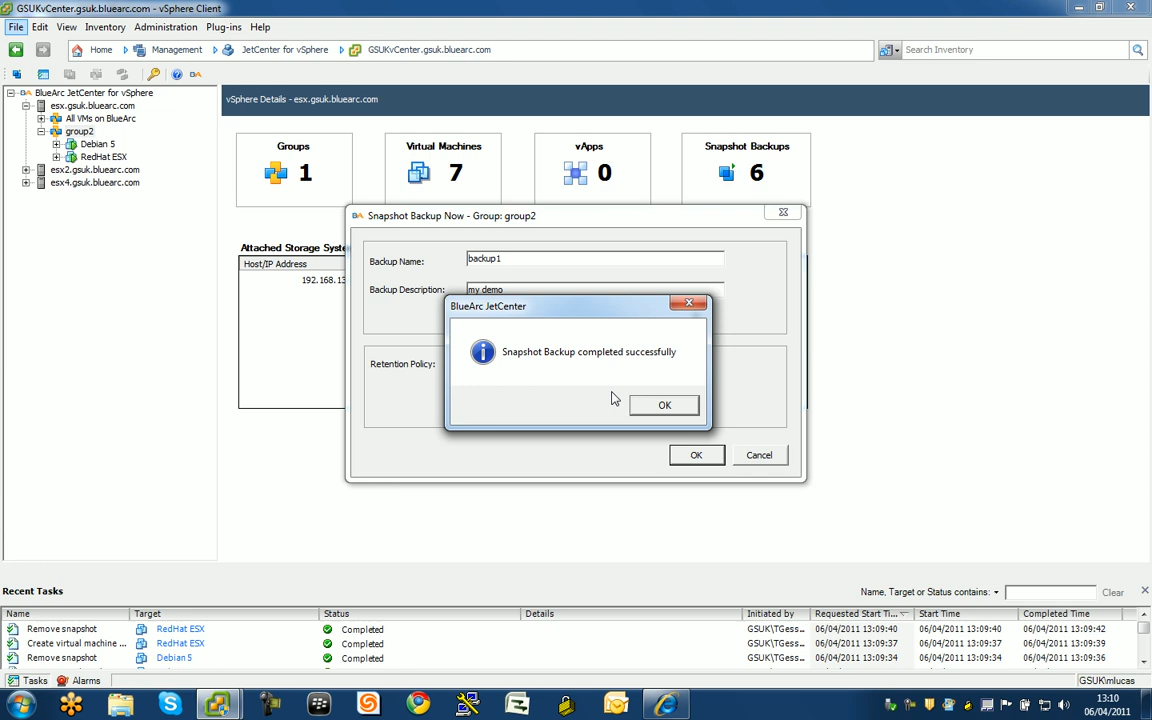 GSUKvCenter.gsuk.bluearc.com - vSphere Client
File Edit View Inventory Administration Plug-ins Help
Home Management JetCenter for vSphere GSUKvCenter.gsuk.bluearc.com Search Inventory
BlueArc JetCenter for vSphere
esx.gsuk.bluearc.com
All VMs on BlueArc
group2
Debian 5
RedHat ESX
esx2.gsuk.bluearc.com
esx4.gsuk.bluearc.com
vSphere Details - esx.gsuk.bluearc.com
Groups Virtual Machines vApps Snapshot Backups
1 7 0 6
Attached Storage Syst
Host/IP Address
192.168.13
Snapshot Backup Now - Group: group2
Backup Name: backup1
Backup Description: my demo
Retention Policy:
OK Cancel
BlueArc JetCenter
Snapshot Backup completed successfully
OK
Recent Tasks Name, Target or Status contains: Clear
Name Target Status Details Initiated by Requested Start Ti... Start Time Completed Time
Remove snapshot RedHat ESX Completed GSUK\TGess... 06/04/2011 13:09:40 06/04/2011 13:09:40 06/04/2011 13:09:42
Create virtual machine ... RedHat ESX Completed GSUK\TGess... 06/04/2011 13:09:37 06/04/2011 13:09:37 06/04/2011 13:09:39
Remove snapshot Debian 5 Completed GSUK\TGess... 06/04/2011 13:09:34 06/04/2011 13:09:34 06/04/2011 13:09:36
Tasks Alarms GSUK\mlucas
13:10
06/04/2011